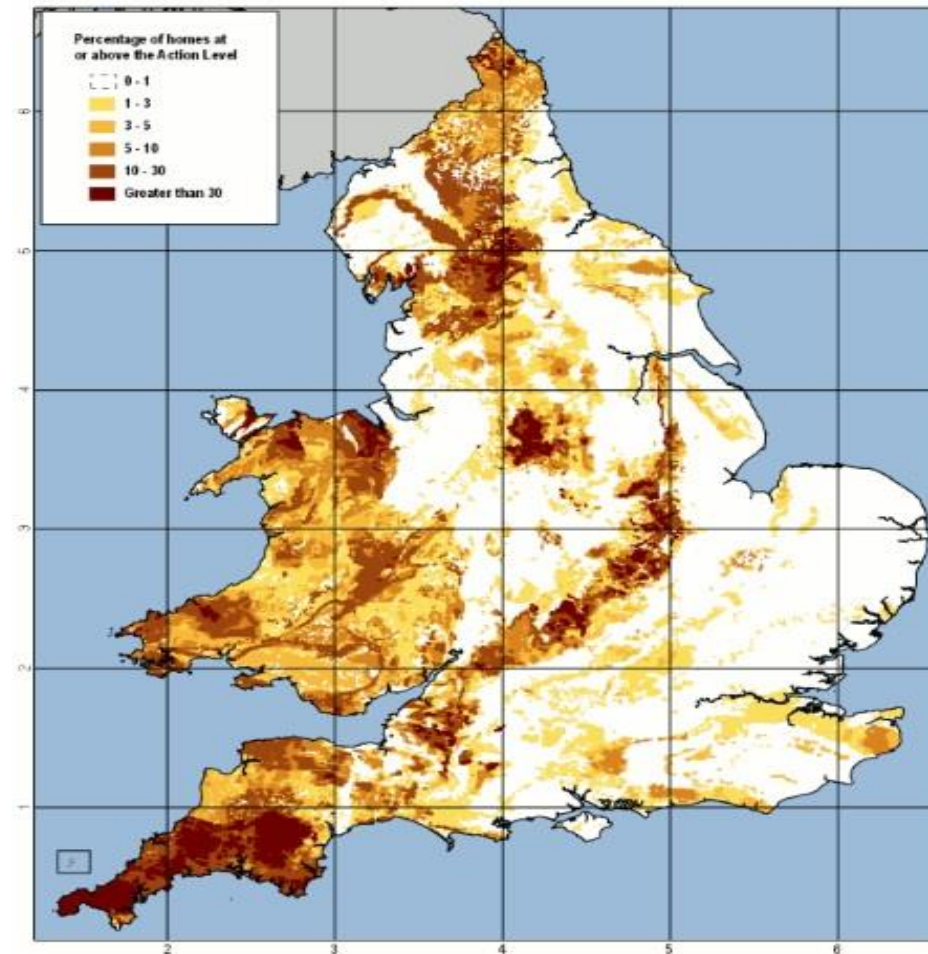 Percentage of homes at
or above the Action Level
0 - 1
1 - 3
3 - 5
5 - 10
10 - 30
Greater than 30
6
5
4
3
2
1
2 3 4 5 6